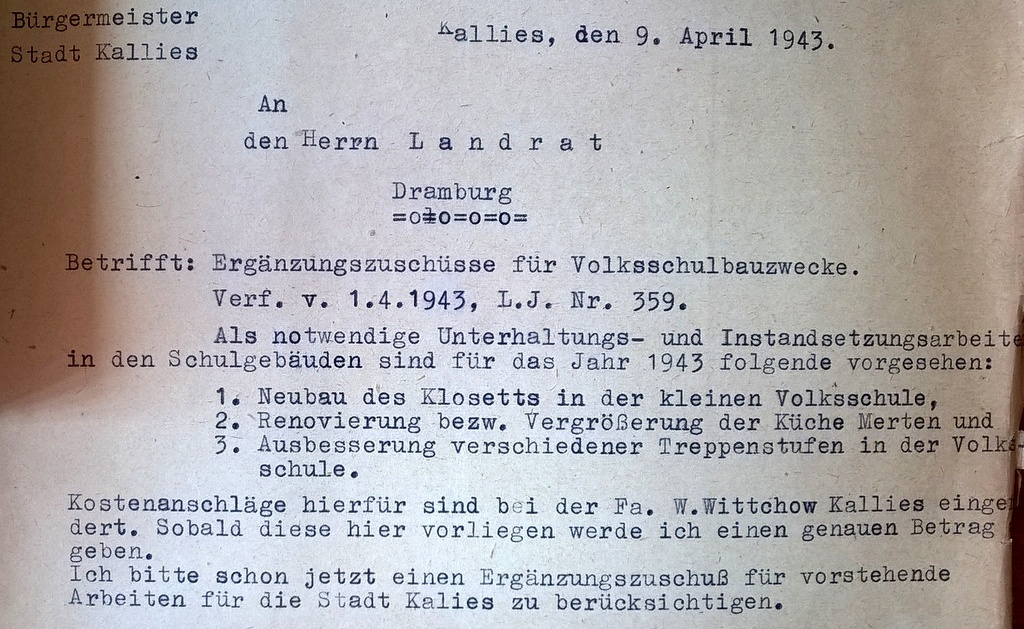 Bürgermeister
Stadt Kallies
Kallies, den 9. April 1943.
An
den Herrn L a n d r a t
Dramburg
=o=o=o=o=
Betrifft: Ergänzungszuschüsse für Volksschulbauzwecke.
Verf. v. 1.4.1943, L.J. Nr. 359.
Als notwendige Unterhaltungs- und Instandsetzungsarbeite
in den Schulgebäuden sind für das Jahr 1943 folgende vorgesehen:
1. Neubau des Klosetts in der kleinen Volksschule,
2. Renovierung bezw. Vergrößerung der Küche Merten und
3. Ausbesserung verschiedener Treppenstufen in der Volks-
schule.
Kostenanschläge hierfür sind bei der Fa. W.Wittchow Kallies einge
dert. Sobald diese hier vorliegen werde ich einen genauen Betrag
geben.
Ich bitte schon jetzt einen Ergänzungszuschuß für vorstehende
Arbeiten für die Stadt Kalies zu berücksichtigen.